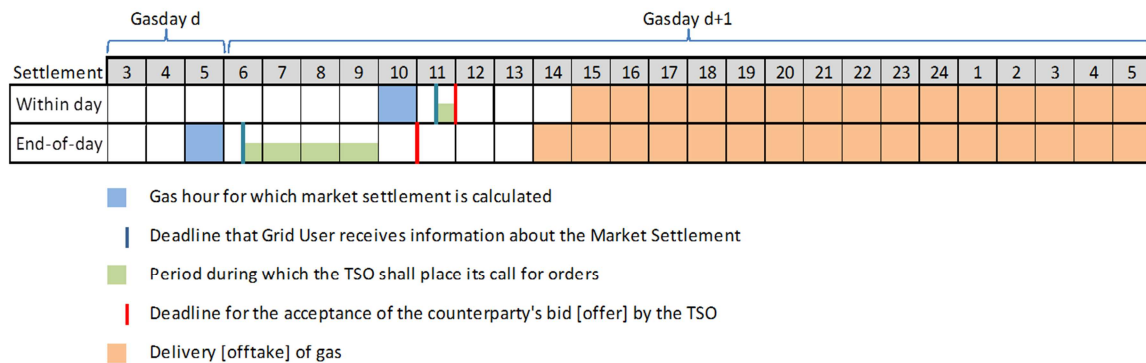 Gasday d Gasday d+1
Settlement 3 4 5 6 7 8 9 10 11 12 13 14 15 16 17 18 19 20 21 22 23 24 1 2 3 4 5
Within day
End-of-day
Gas hour for which market settlement is calculated
Deadline that Grid User receives information about the Market Settlement
Period during which the TSO shall place its call for orders
Deadline for the acceptance of the counterparty's bid [offer] by the TSO
Delivery [offtake] of gas